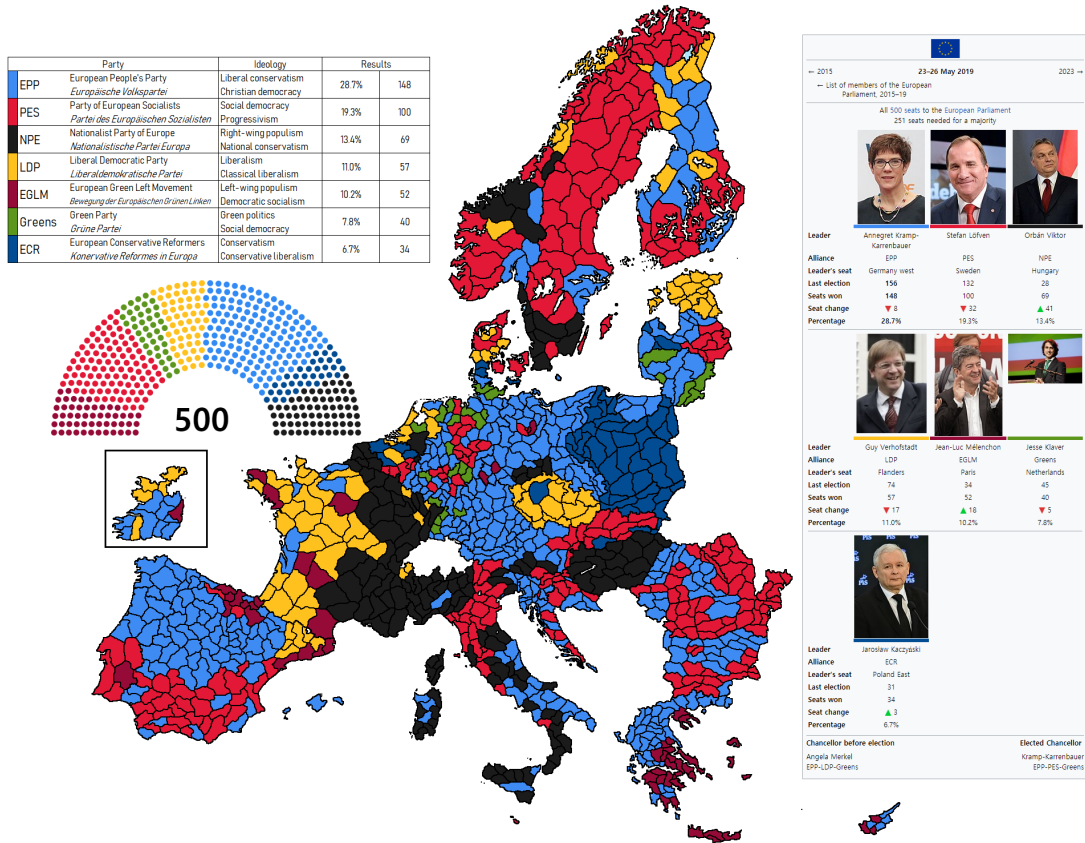 Party Ideology Results
EPP European People's Party Liberal conservatism 28.7% 148
Europäische Volkspartei Christian democracy
PES Party of European Socialists Social democracy 19.3% 100
Partei des Europäischen Sozialisten Progressivism
NPE Nationalist Party of Europe Right-wing populism 13.4% 69
Nationalistische Partei Europa National conservatism
LDP Liberal Democratic Party Liberalism 11.0% 57
Liberaldemokratische Partei Classical liberalism
EGLM European Green Left Movement Left-wing populism 10.2% 52
Bewegung der Europäischen Grünen Linken Democratic socialism
Greens Green Party Green politics 7.8% 40
Grüne Partei Social democracy
ECR European Conservative Reformers Conservatism 6.7% 34
Konervative Reformes in Europa Conservative liberalism
500
← 2015 23–26 May 2019 2023 →
← List of members of the European
Parliament, 2015–19
All 500 seats to the European Parliament
251 seats needed for a majority
Leader Annegret Kramp-Karrenbauer Stefan Löfven Orbán Viktor
Alliance EPP PES NPE
Leader's seat Germany west Sweden Hungary
Last election 156 132 28
Seats won 148 100 69
Seat change ▼ 8 ▼ 32 ▲ 41
Percentage 28.7% 19.3% 13.4%
Leader Guy Verhofstadt Jean-Luc Mélenchon Jesse Klaver
Alliance LDP EGLM Greens
Leader's seat Flanders Paris Netherlands
Last election 74 34 45
Seats won 57 52 40
Seat change ▼ 17 ▲ 18 ▼ 5
Percentage 11.0% 10.2% 7.8%
PiS
PiS
Leader Jarosław Kaczyński
Alliance ECR
Leader's seat Poland East
Last election 31
Seats won 34
Seat change ▲ 3
Percentage 6.7%
Chancellor before election Elected Chancellor
Angela Merkel Kramp-Karrenbauer
EPP-LDP-Greens EPP-PES-Greens